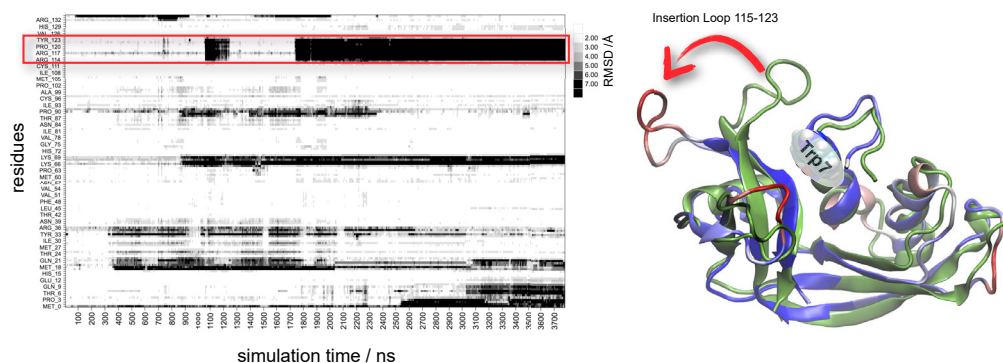 Insertion Loop 115-123
ARG_132
HIS_129
VAL_126
TYR_123
PRO_120
ARG_117
ARG_114
CYS_111
ILE_108
MET_105
PRO_102
ALA_99
CYS_96
ILE_93
PRO_90
THR_87
ASN_84
ILE_81
VAL_78
GLY_75
HIS_72
LYS_69
LYS_66
PRO_63
MET_60
VAL_54
VAL_51
PHE_48
LEU_45
THR_42
ASN_39
ARG_36
TYR_33
ILE_30
MET_27
THR_24
GLN_21
MET_18
HIS_15
GLU_12
GLN_9
THR_6
PRO_3
MET_0
residues
100 200 300 400 500 600 700 800 900 1000 1100 1200 1300 1400 1500 1600 1700 1800 1900 2000 2100 2200 2300 2400 2500 2600 2700 2800 2900 3000 3100 3200 3300 3400 3500 3600 3700
simulation time / ns
2.00
3.00
4.00
5.00
6.00
7.00
RMSD /Å
Trp7